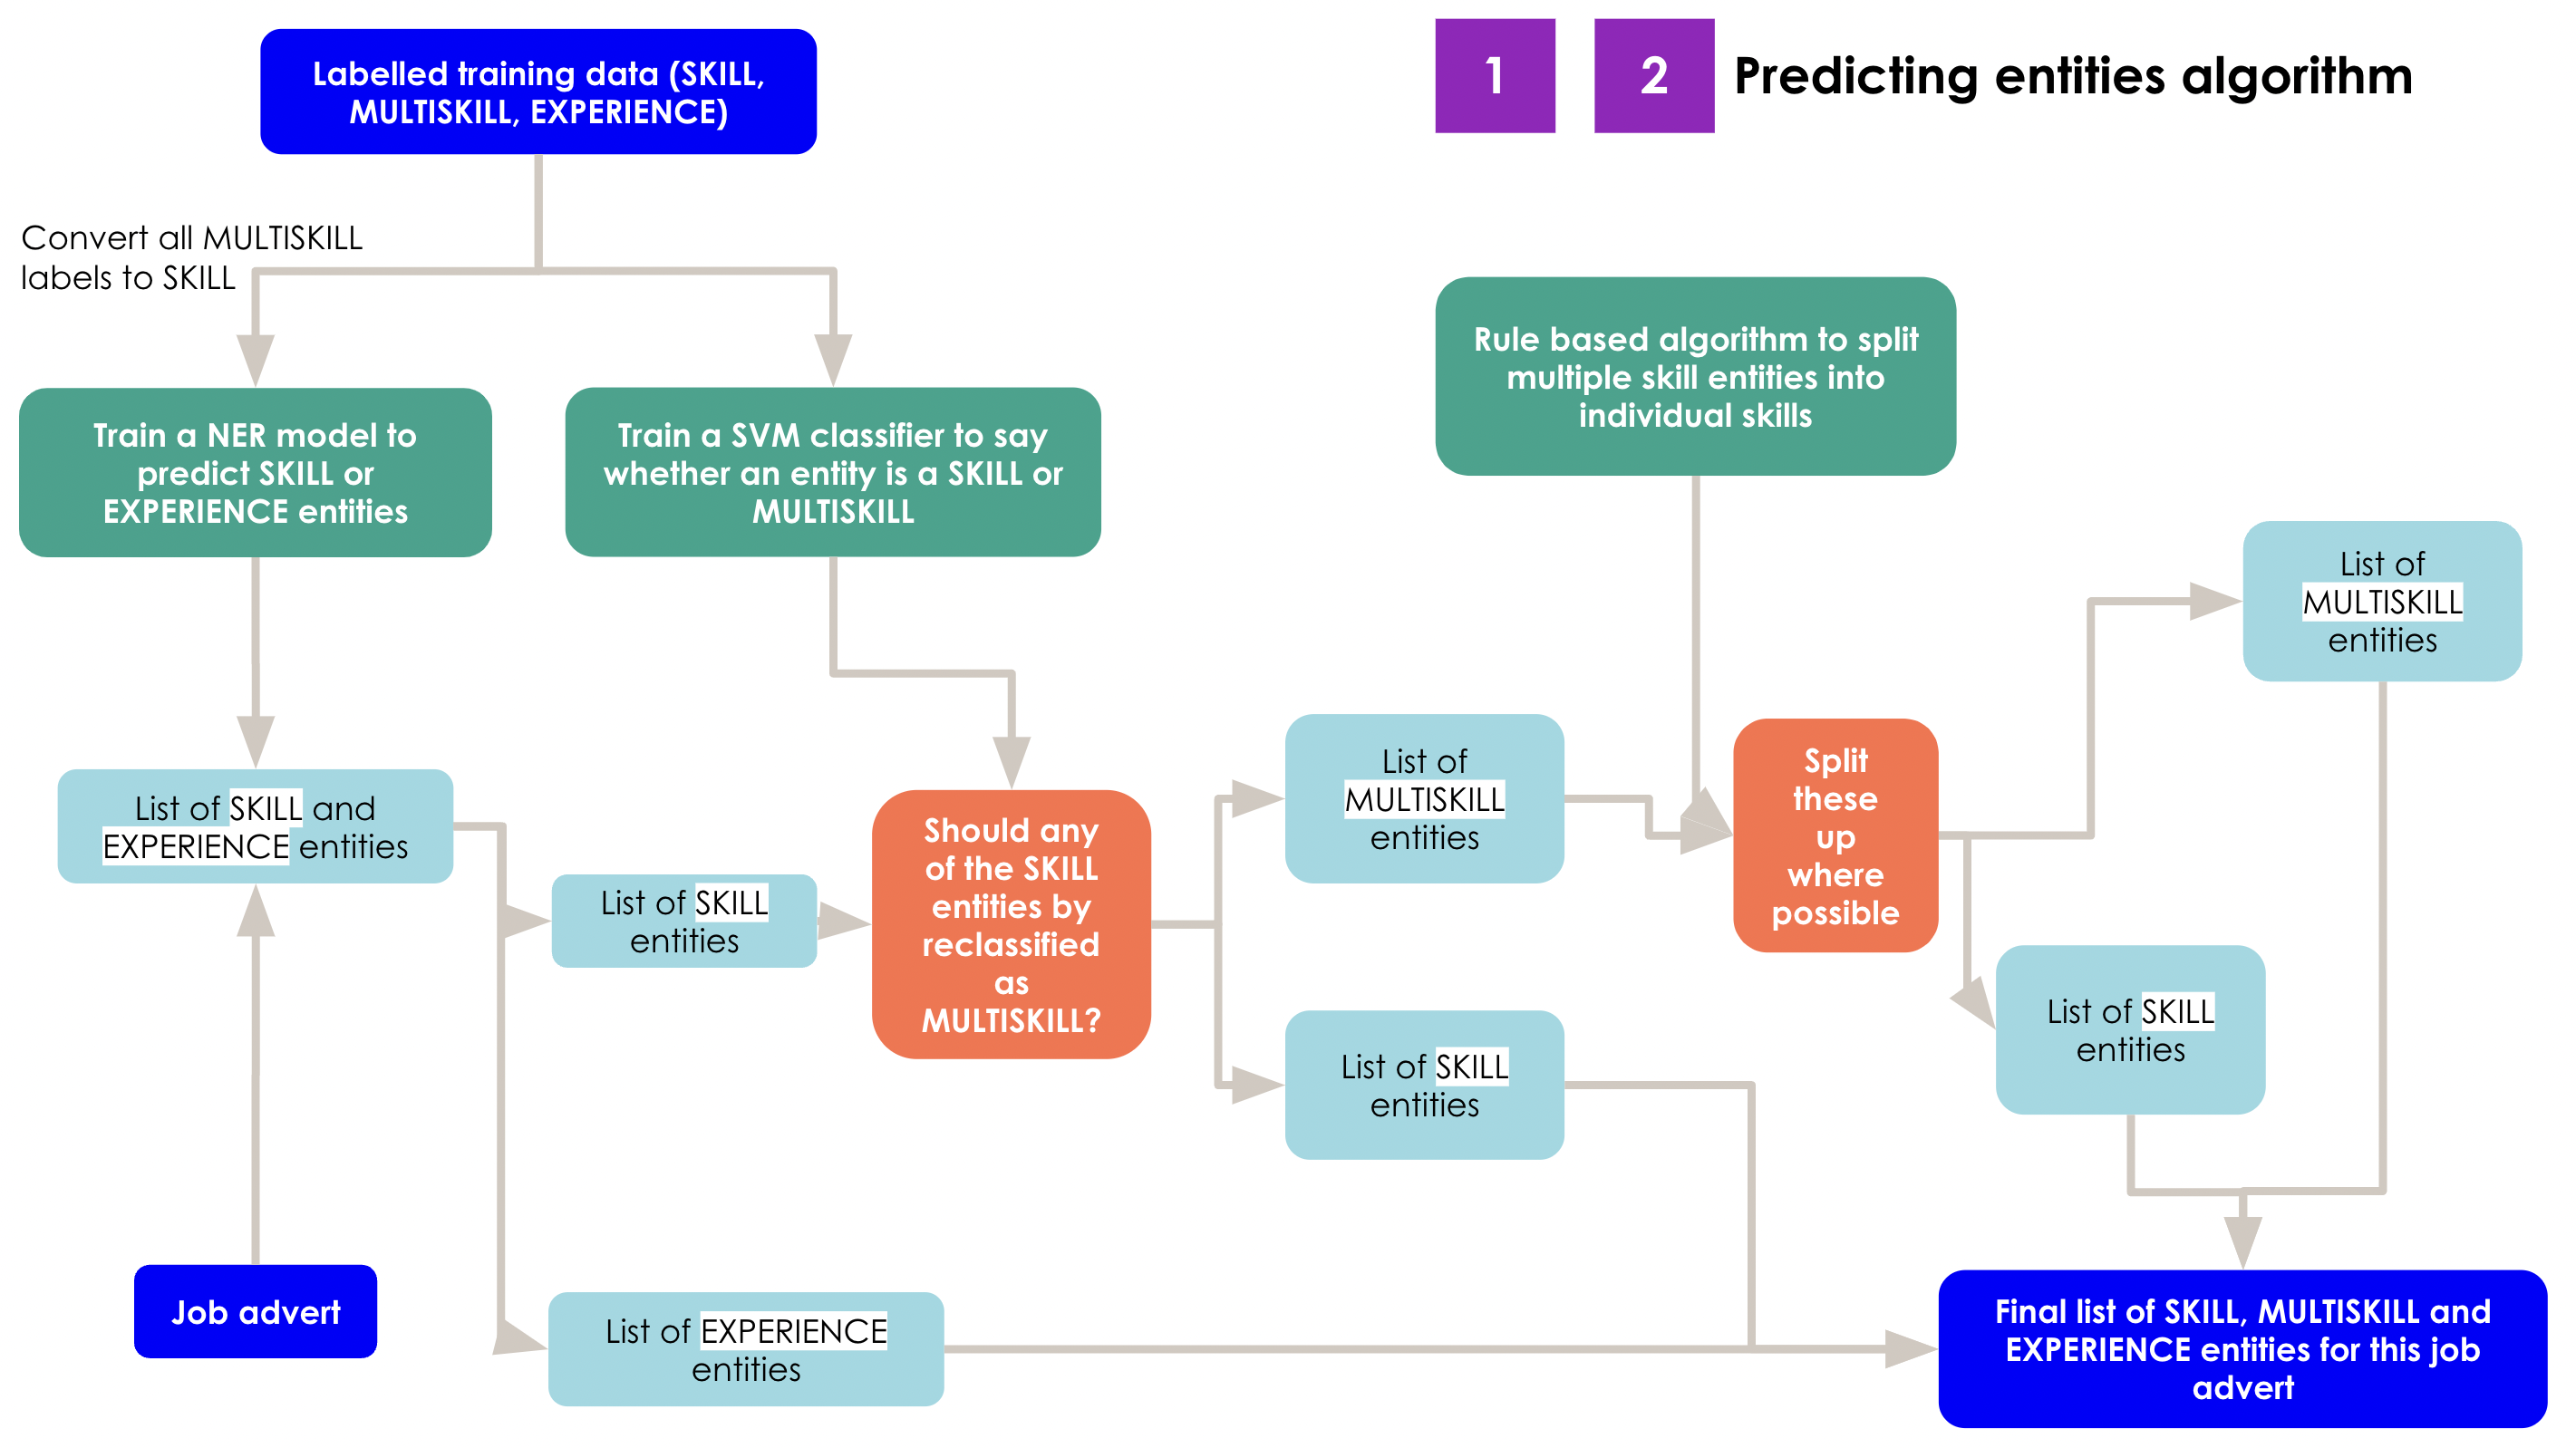 Labelled training data (SKILL,
MULTISKILL, EXPERIENCE)
1
2
Predicting entities algorithm
Convert all MULTISKILL
labels to SKILL
Train a NER model to
predict SKILL or
EXPERIENCE entities
Train a SVM classifier to say
whether an entity is a SKILL or
MULTISKILL
Rule based algorithm to split
multiple skill entities into
individual skills
List of
MULTISKILL
entities
List of SKILL and
EXPERIENCE entities
List of SKILL
entities
Should any
of the SKILL
entities by
reclassified
as
MULTISKILL?
List of
MULTISKILL
entities
Split
these
up
where
possible
List of SKILL
entities
List of SKILL
entities
Job advert
List of EXPERIENCE
entities
Final list of SKILL, MULTISKILL and
EXPERIENCE entities for this job
advert